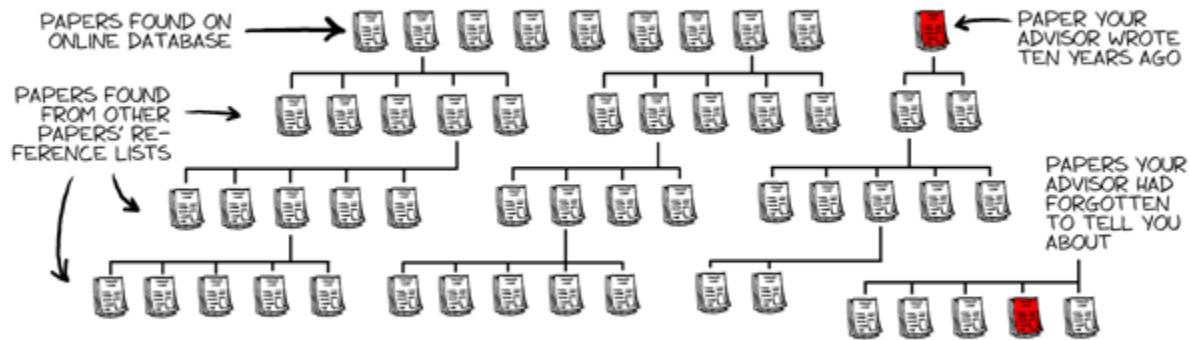 PAPERS FOUND ON
ONLINE DATABASE
PAPER YOUR
ADVISOR WROTE
TEN YEARS AGO
PAPERS FOUND
FROM OTHER
PAPERS' RE-
FERENCE LISTS
PAPERS YOUR
ADVISOR HAD
FORGOTTEN
TO TELL YOU
ABOUT